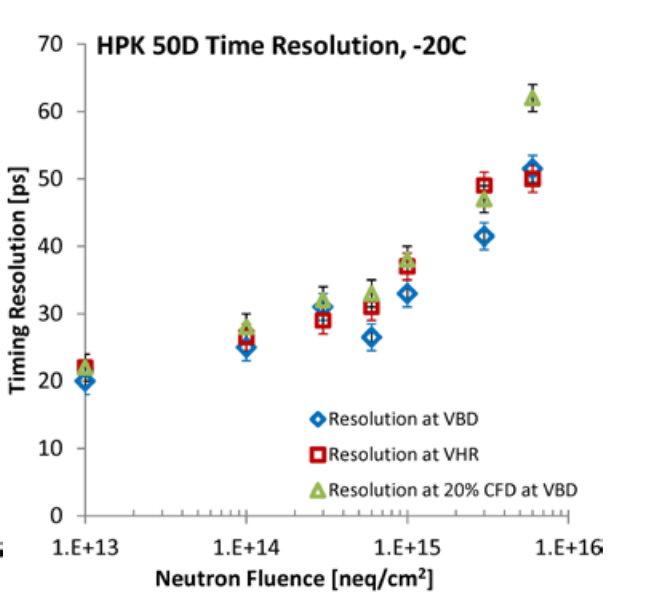 HPK 50D Time Resolution, -20C
Timing Resolution [ps]
70
60
50
40
30
20
10
0
Resolution at VBD
Resolution at VHR
Resolution at 20% CFD at VBD
1.E+13 1.E+14 1.E+15 1.E+16
Neutron Fluence [neq/cm²]